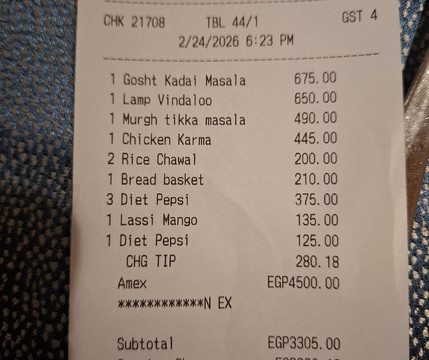 CHK 21708 TBL 44/1 GST 4
2/24/2026 6:23 PM
1 Gosht Kadai Masala 675.00
1 Lamp Vindaloo 650.00
1 Murgh tikka masala 490.00
1 Chicken Karma 445.00
2 Rice Chawal 200.00
1 Bread basket 210.00
3 Diet Pepsi 375.00
1 Lassi Mango 135.00
1 Diet Pepsi 125.00
CHG TIP 280.18
Amex EGP4500.00
************N EX
Subtotal EGP3305.00